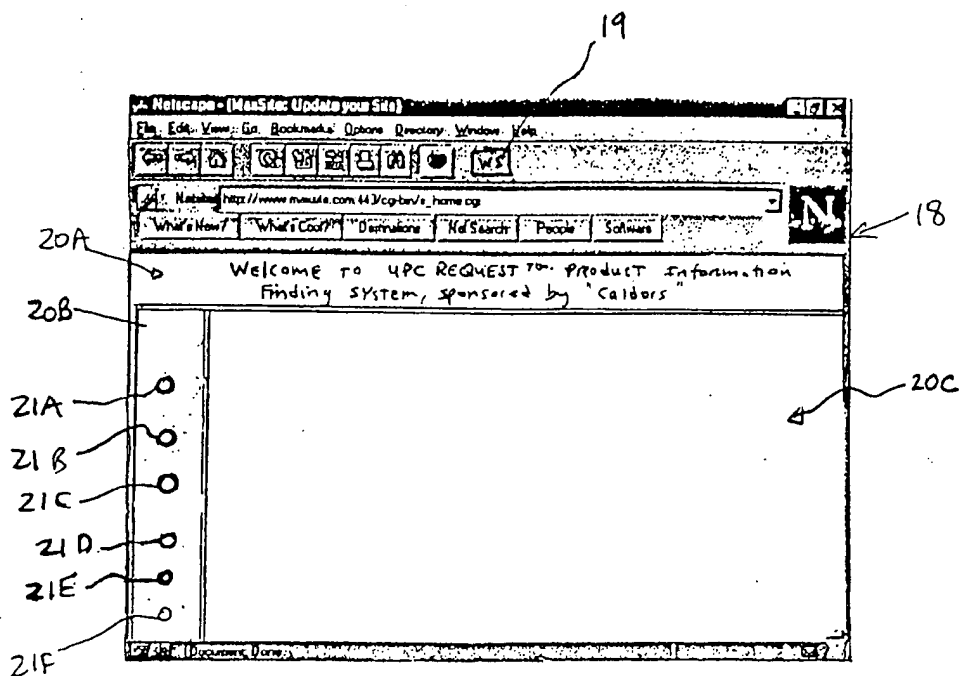 19
Netscape - [MaxSite: Update your Site]
File Edit View Go Bookmarks Options Directory Window Help
WS
http://www.maxsite.com:443/cgi-bin/s_home.cgi
N
What's New? What's Cool? Destinations Net Search People Software
18
20A
Welcome to UPC REQUEST™ Product Information
Finding System, sponsored by "Caldors"
20B
20C
21A
21B
21C
21D
21E
21F
Document: Done